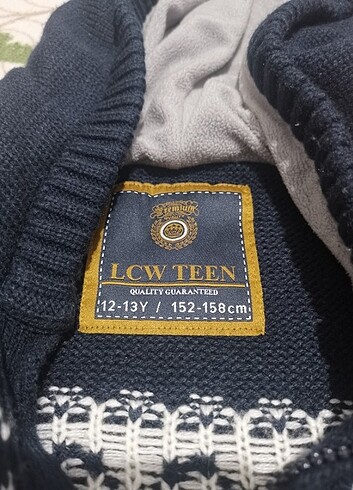 Premium
LCW TEEN
QUALITY GUARANTEED
12-13Y / 152-158cm